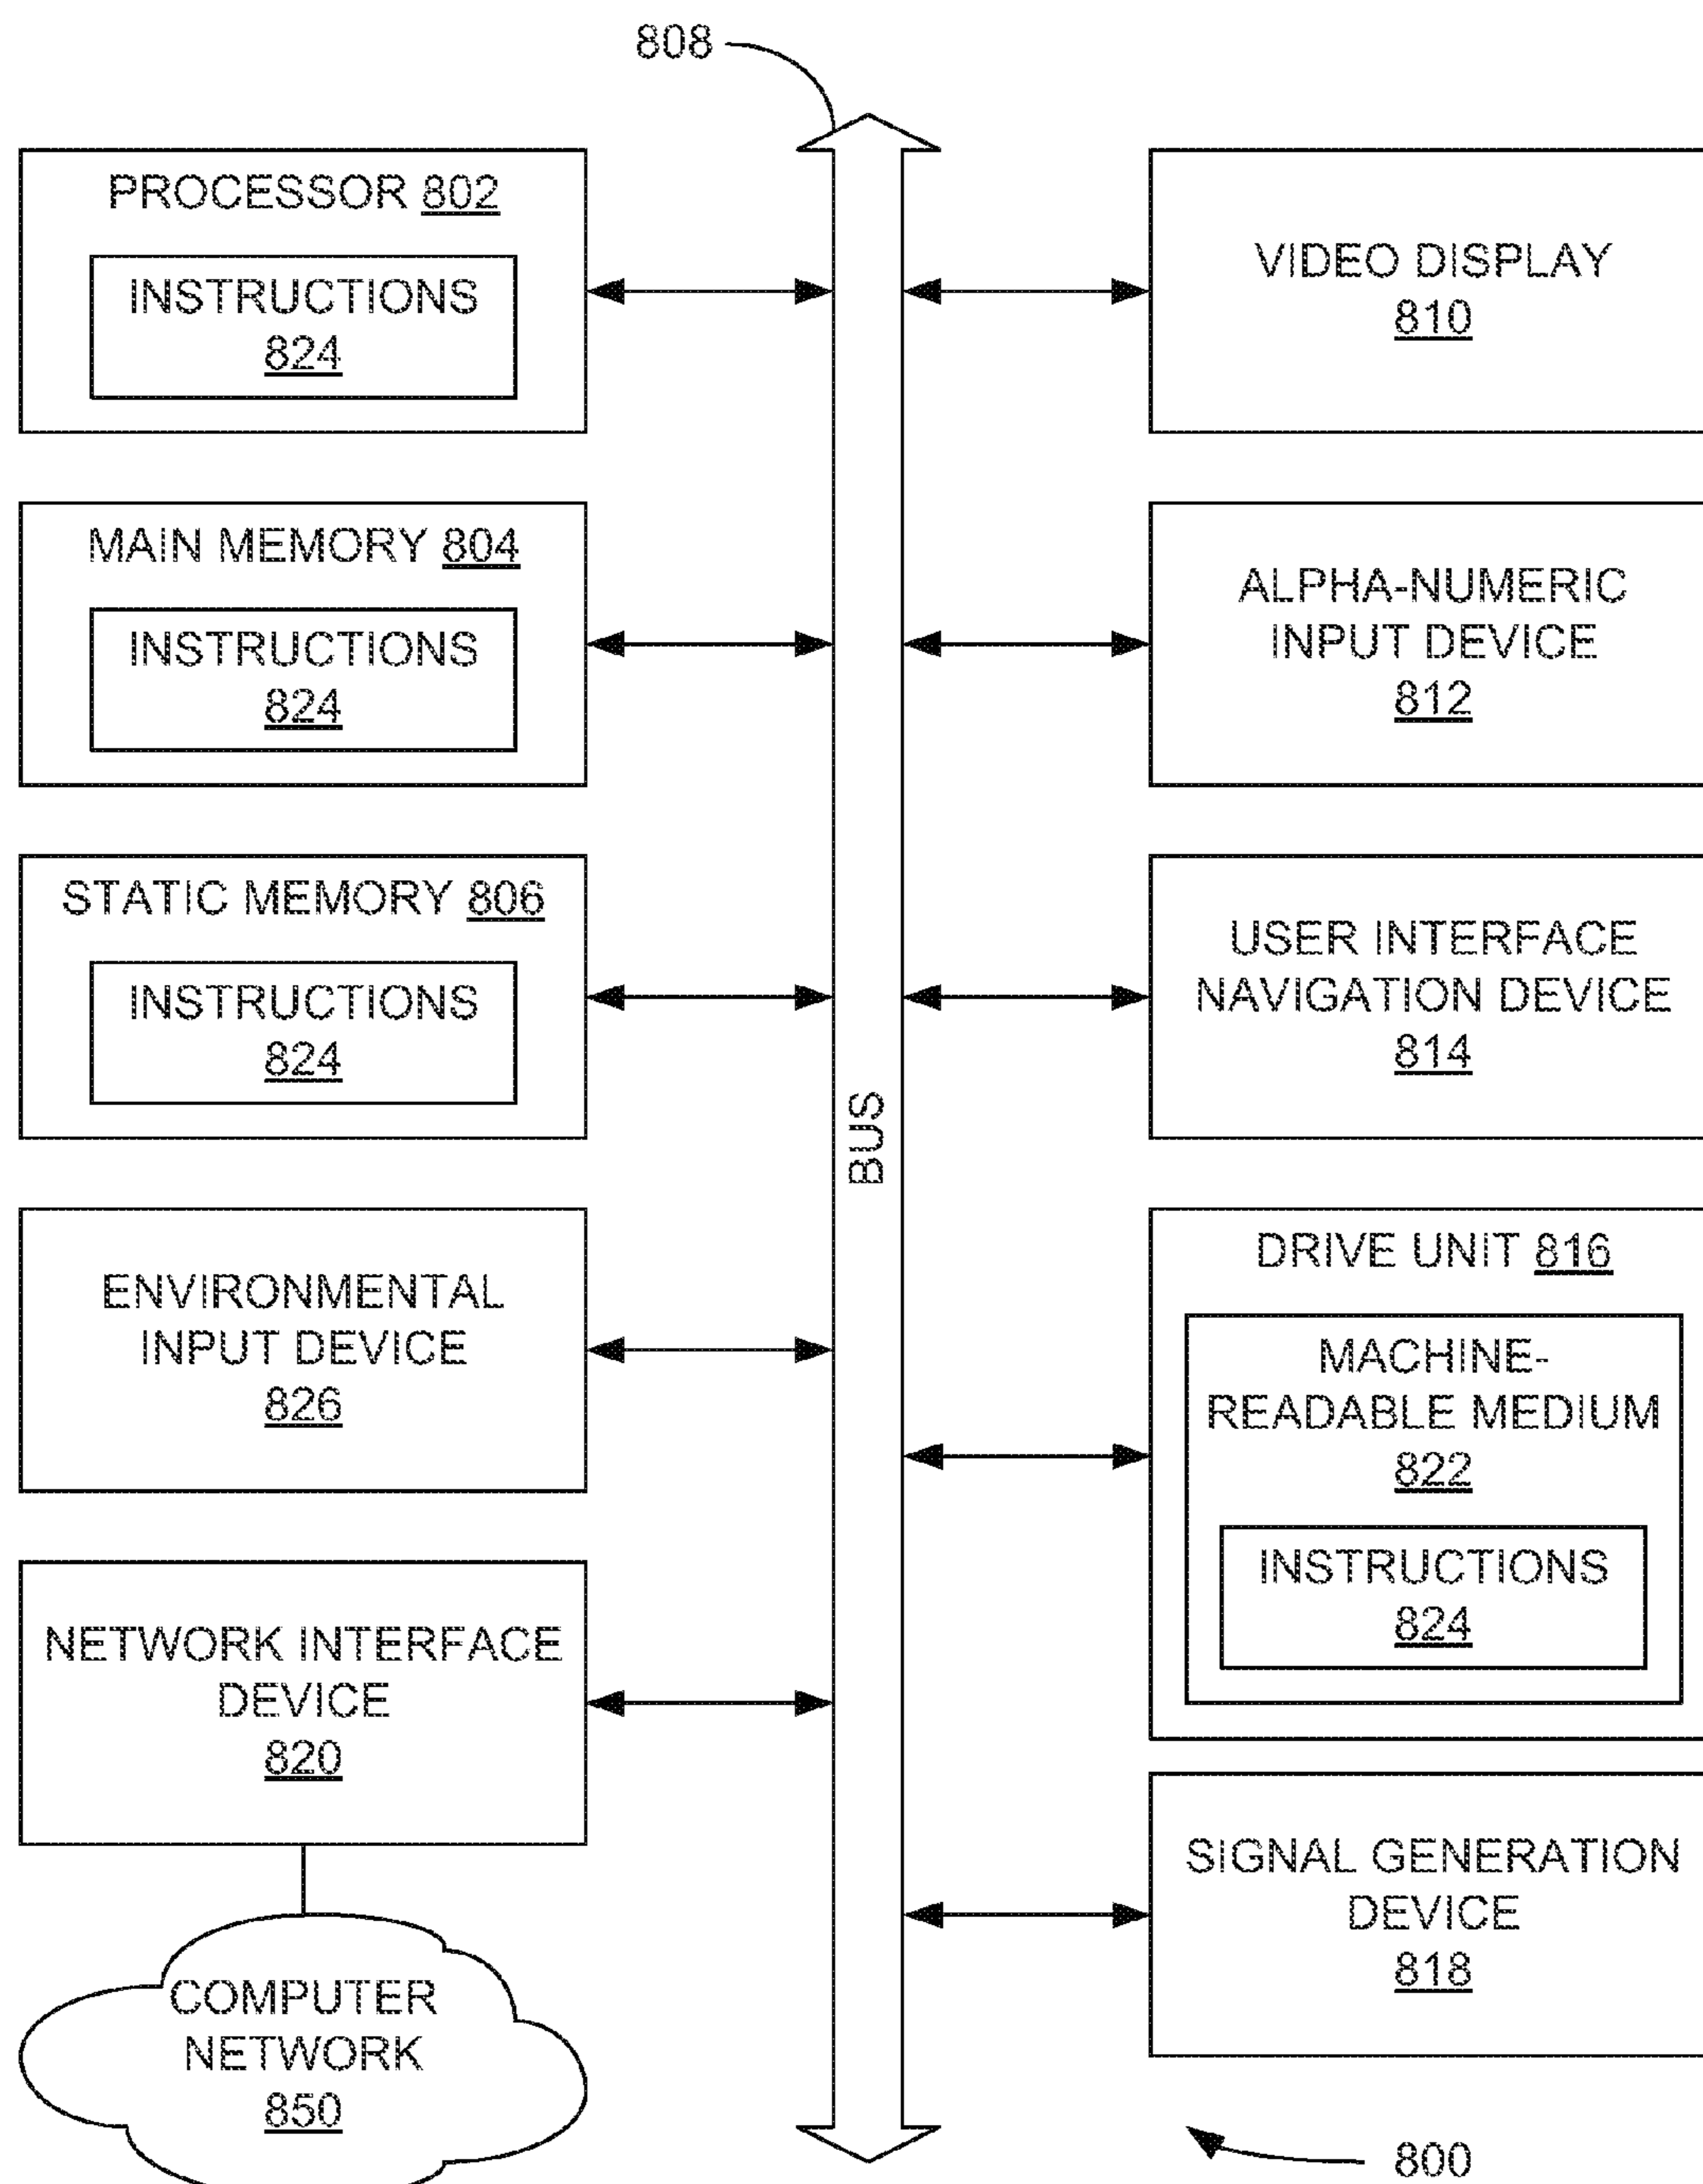 808
PROCESSOR 802
INSTRUCTIONS
824
MAIN MEMORY 804
INSTRUCTIONS
824
STATIC MEMORY 806
INSTRUCTIONS
824
ENVIRONMENTAL
INPUT DEVICE
826
NETWORK INTERFACE
DEVICE
820
COMPUTER
NETWORK
850
BUS
VIDEO DISPLAY
810
ALPHA-NUMERIC
INPUT DEVICE
812
USER INTERFACE
NAVIGATION DEVICE
814
DRIVE UNIT 816
MACHINE-
READABLE MEDIUM
822
INSTRUCTIONS
824
SIGNAL GENERATION
DEVICE
818
800